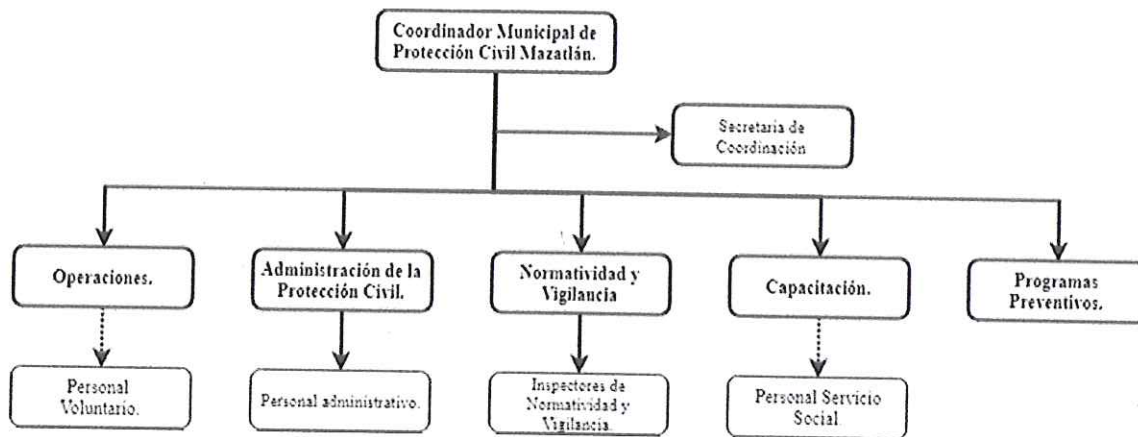 Coordinador Municipal de
Protección Civil Mazatlán.
Secretaria de
Coordinación
Operaciones.
Administración de la
Protección Civil.
Normatividad y
Vigilancia
Capacitación.
Programas
Preventivos.
Personal
Voluntario.
Personal administrativo.
Inspectores de
Normatividad y
Vigilancia.
Personal Servicio
Social.